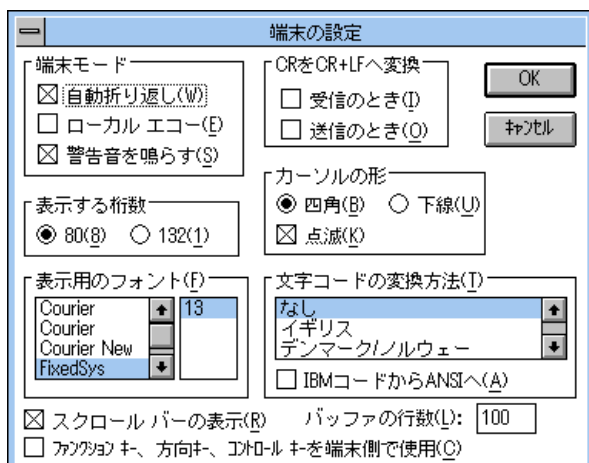 端末の設定
端末モード
自動折り返し(W)
ローカル エコー(E)
警告音を鳴らす(S)
CRをCR+LFへ変換
受信のとき(I)
送信のとき(O)
OK
ｷｬﾝｾﾙ
表示する桁数
80(8) 132(1)
カーソルの形
四角(B) 下線(U)
点滅(K)
表示用のフォント(F)
Courier
Courier
Courier New
FixedSys
13
文字コードの変換方法(T)
なし
イギリス
デンマーク/ノルウェー
IBMコードからANSIへ(A)
スクロール バーの表示(R) バッファの行数(L): 100
ﾌｧﾝｸｼｮﾝ ｷｰ、方向ｷｰ、ｺﾝﾄﾛｰﾙ ｷｰを端末側で使用(C)